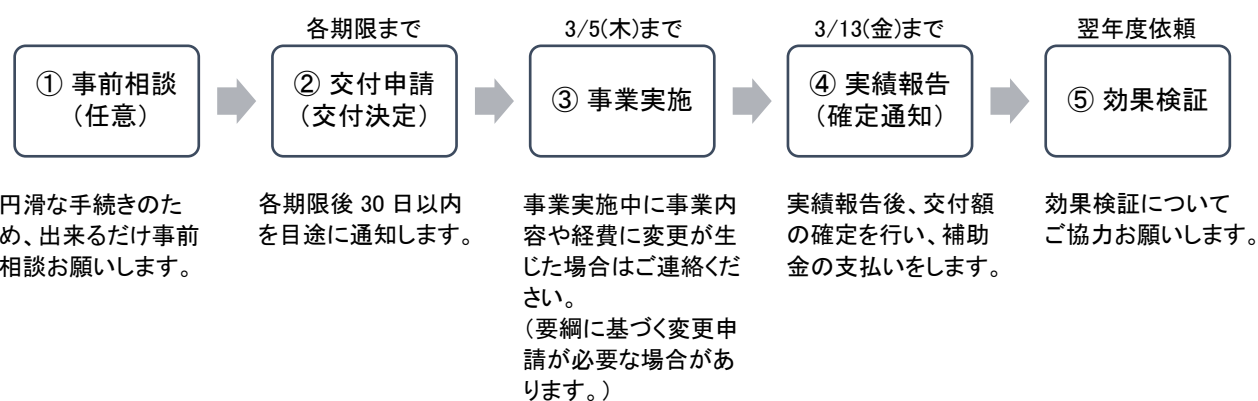 ① 事前相談
（任意）
円滑な手続きのた
め、出来るだけ事前
相談お願いします。
各期限まで
② 交付申請
（交付決定）
各期限後 30 日以内
を目途に通知します。
3/5(木)まで
③ 事業実施
事業実施中に事業内
容や経費に変更が生
じた場合はご連絡くだ
さい。
（要綱に基づく変更申
請が必要な場合があ
ります。）
3/13(金)まで
④ 実績報告
（確定通知）
実績報告後、交付額
の確定を行い、補助
金の支払いをします。
翌年度依頼
⑤ 効果検証
効果検証について
ご協力お願いします。